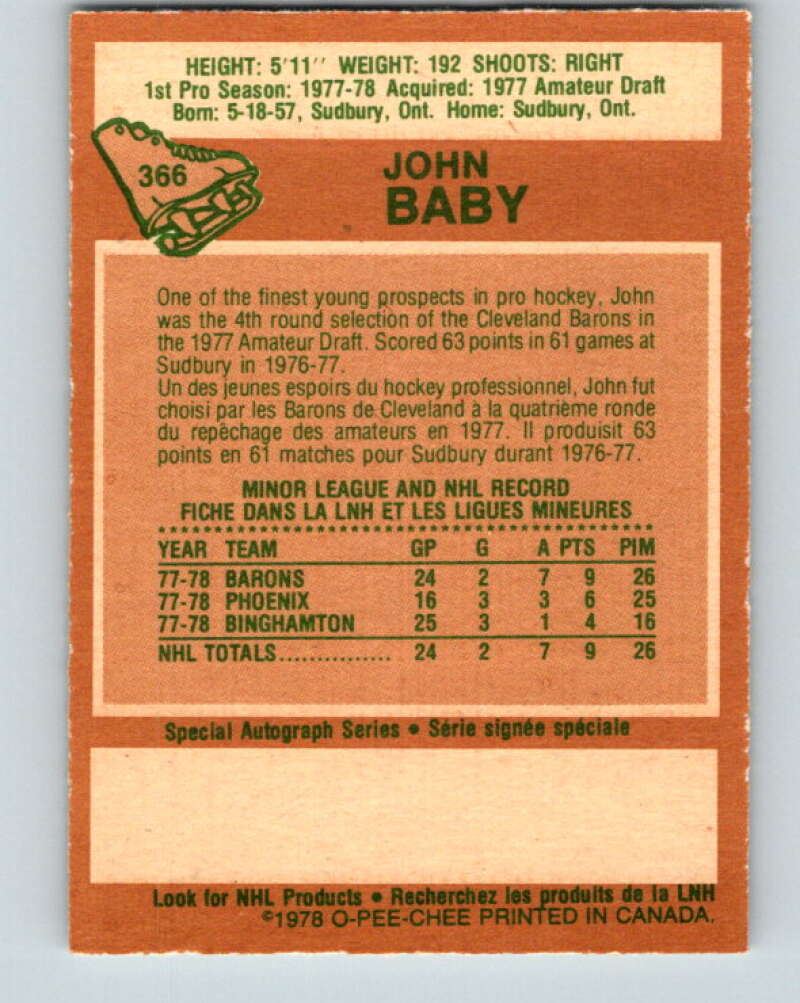 HEIGHT: 5'11'' WEIGHT: 192 SHOOTS: RIGHT
1st Pro Season: 1977-78 Acquired: 1977 Amateur Draft
Born: 5-18-57, Sudbury, Ont. Home: Sudbury, Ont.
366
JOHN
BABY
One of the finest young prospects in pro hockey, John
was the 4th round selection of the Cleveland Barons in
the 1977 Amateur Draft. Scored 63 points in 61 games at
Sudbury in 1976-77.
Un des jeunes espoirs du hockey professionnel, John fut
choisi par les Barons de Cleveland à la quatrième ronde
du repêchage des amateurs en 1977. Il produisit 63
points en 61 matches pour Sudbury durant 1976-77.
MINOR LEAGUE AND NHL RECORD
FICHE DANS LA LNH ET LES LIGUES MINEURES
YEAR TEAM GP G A PTS PIM
77-78 BARONS 24 2 7 9 26
77-78 PHOENIX 16 3 3 6 25
77-78 BINGHAMTON 25 3 1 4 16
NHL TOTALS............... 24 2 7 9 26
Special Autograph Series • Série signée spéciale
Look for NHL Products • Recherchez les produits de la LNH
©1978 O-PEE-CHEE PRINTED IN CANADA.